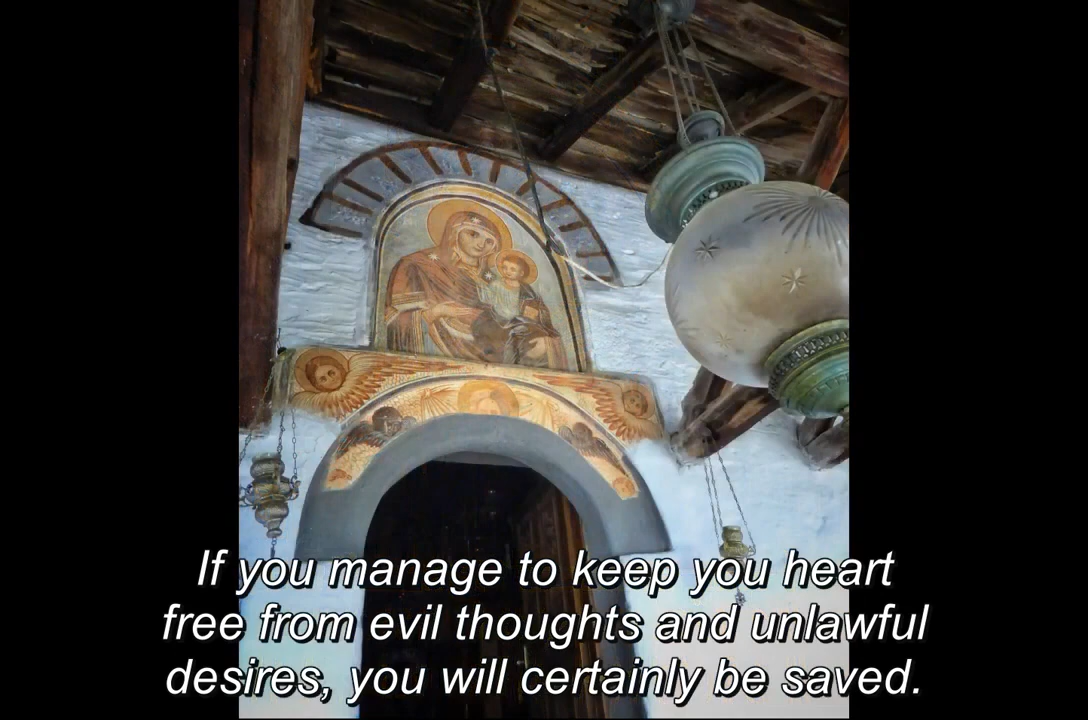 If you manage to keep you heart
free from evil thoughts and unlawful
desires, you will certainly be saved.